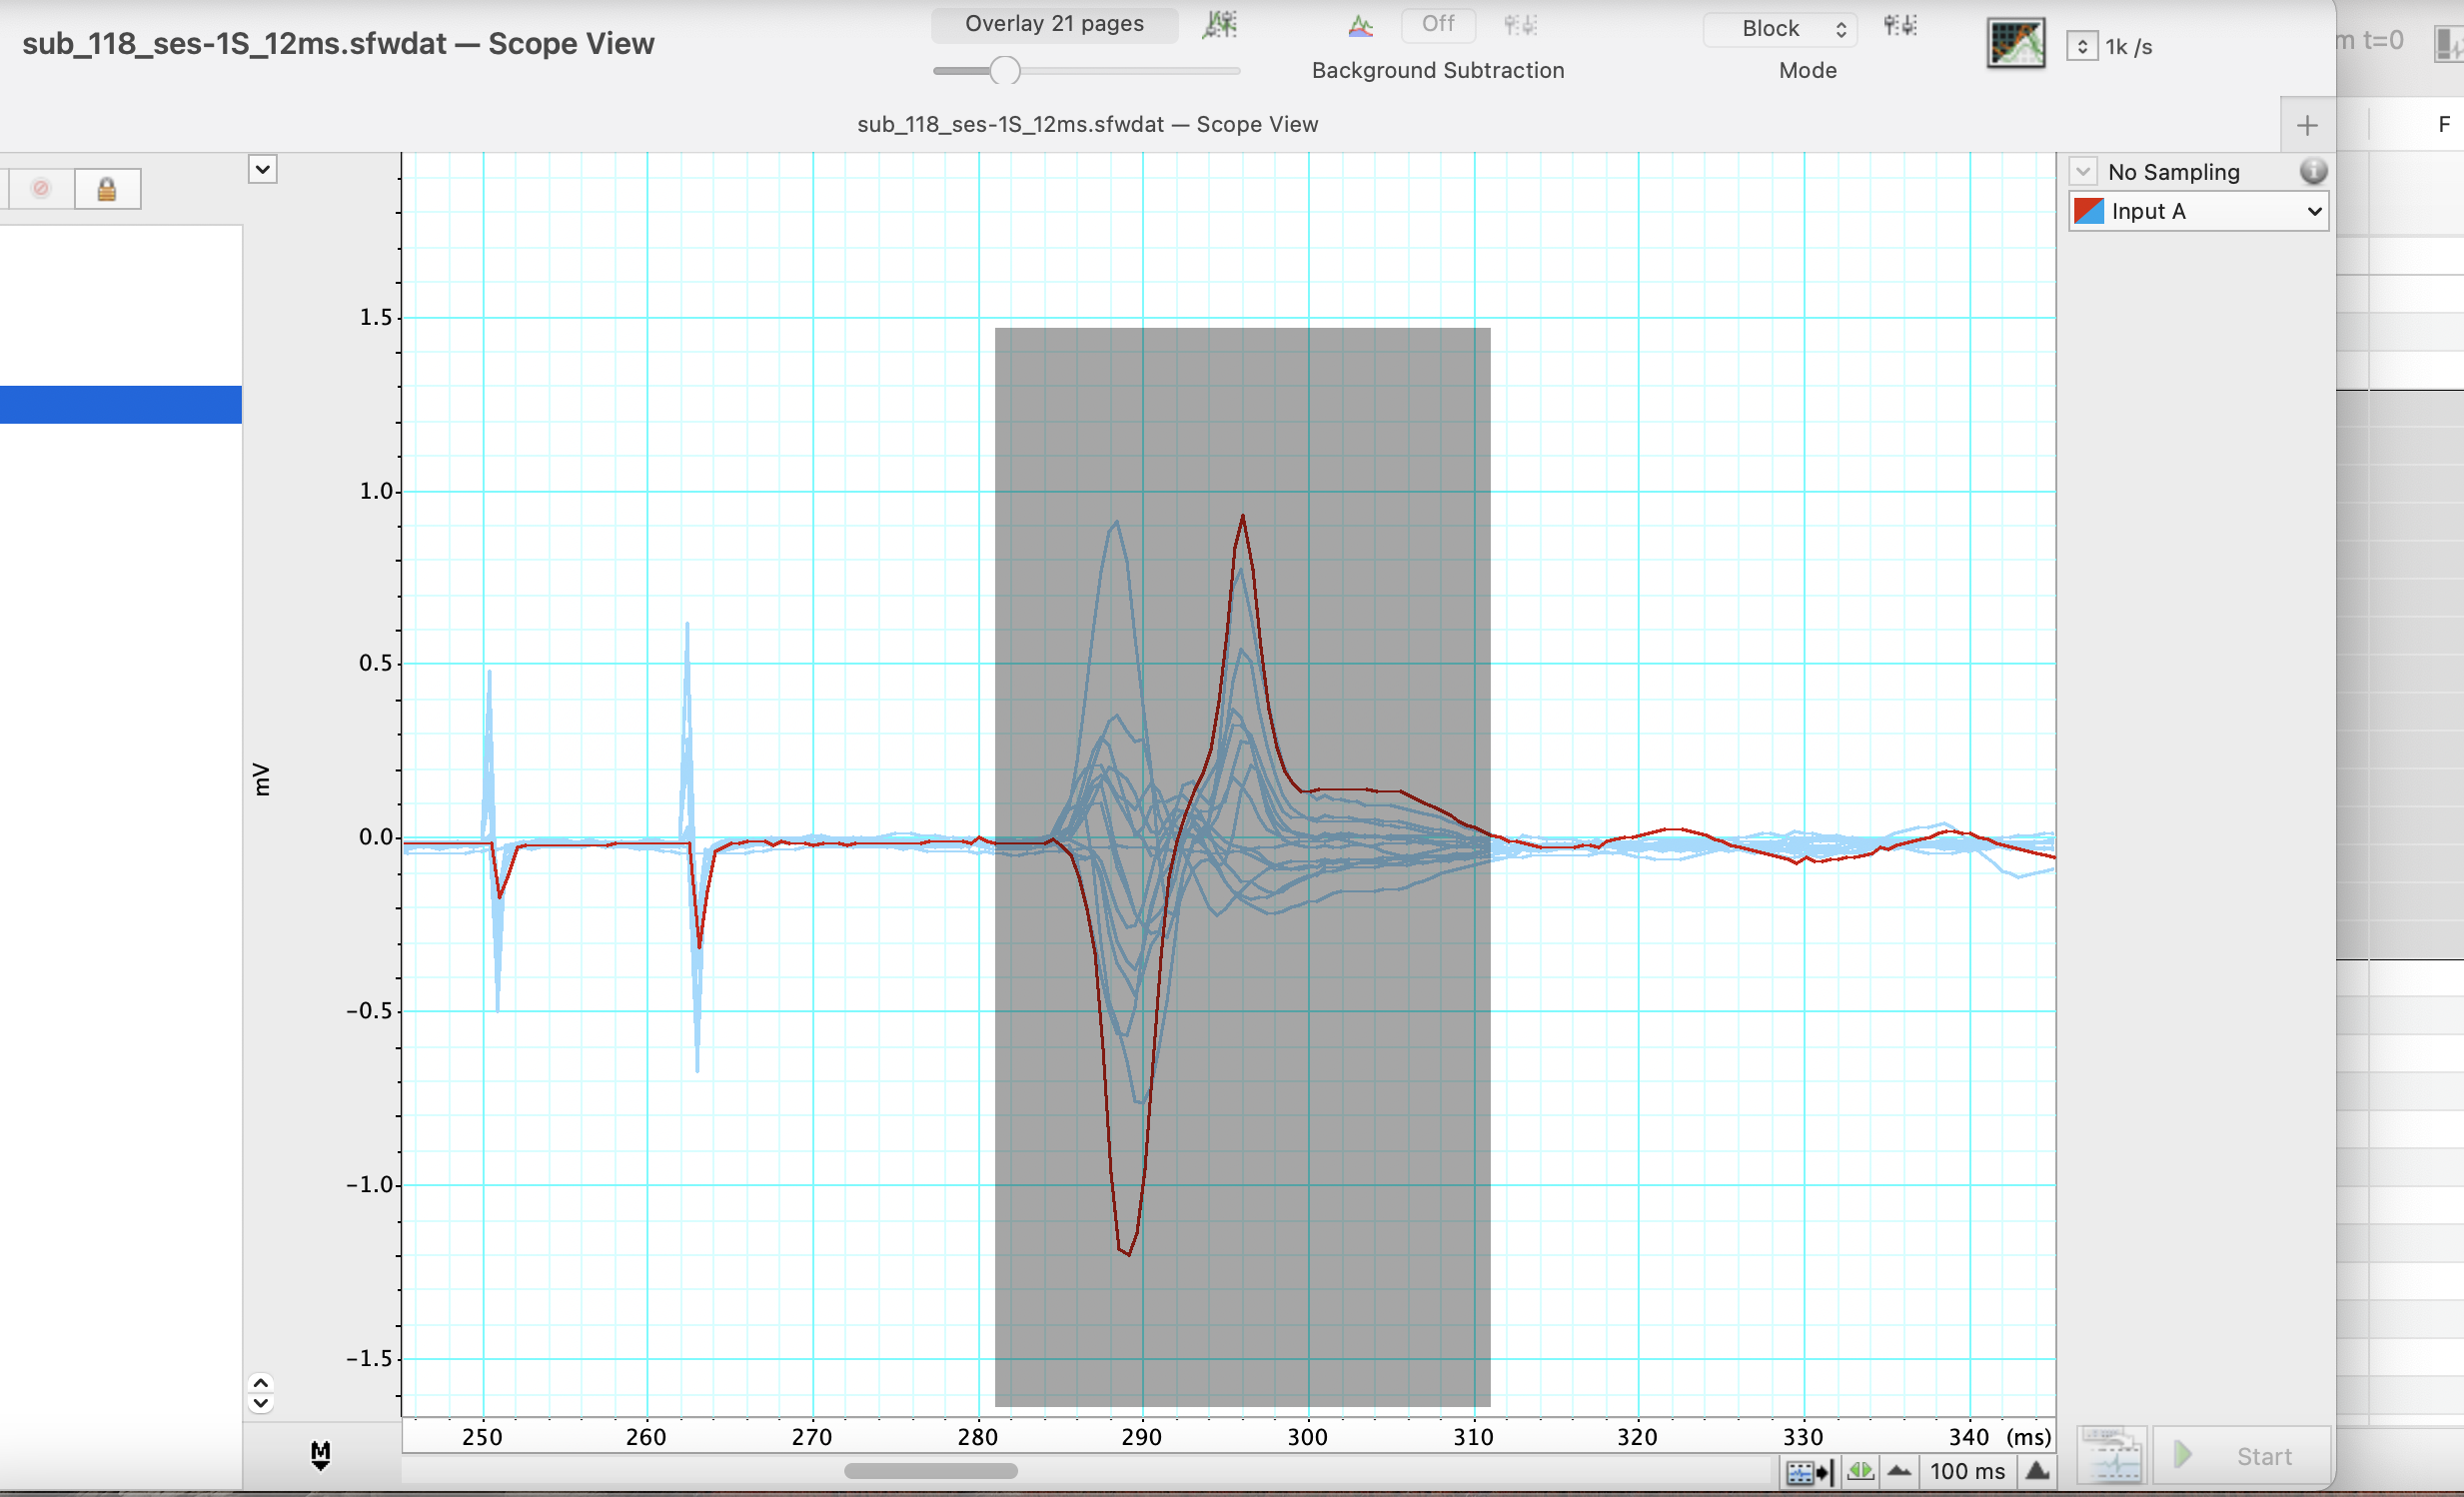 sub_118_ses-1S_12ms.sfwdat — Scope View
Overlay 21 pages
Off
Background Subtraction
Block
Mode
1k /s
m t=0
sub_118_ses-1S_12ms.sfwdat — Scope View
F
No Sampling
Input A
1.5
1.0
0.5
mV
0.0
−0.5
−1.0
−1.5
250 260 270 280 290 300 310 320 330 340 (ms)
M
100 ms
Start